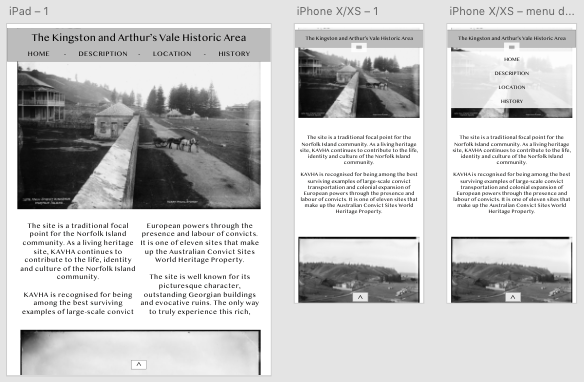 iPad – 1
The Kingston and Arthur's Vale Historic Area
HOME - DESCRIPTION - LOCATION - HISTORY
The site is a traditional focal
point for the Norfolk Island
community. As a living heritage
site, KAVHA continues to
contribute to the life, identity
and culture of the Norfolk Island
community.
KAVHA is recognised for being
among the best surviving
examples of large-scale convict
European powers through the
presence and labour of convicts.
It is one of eleven sites that make
up the Australian Convict Sites
World Heritage Property.
The site is well known for its
picturesque character,
outstanding Georgian buildings
and evocative ruins. The only way
to truly experience this rich,
iPhone X/XS – 1
The Kingston and Arthur's Vale Historic Area
The site is a traditional focal point for the
Norfolk Island community. As a living heritage
site, KAVHA continues to contribute to the life,
identity and culture of the Norfolk Island
community.
KAVHA is recognised for being among the best
surviving examples of large-scale convict
transportation and colonial expansion of
European powers through the presence and
labour of convicts. It is one of eleven sites that
make up the Australian Convict Sites World
Heritage Property.
iPhone X/XS – menu d...
The Kingston and Arthur's Vale Historic Area
HOME
DESCRIPTION
LOCATION
HISTORY
The site is a traditional focal point for the
Norfolk Island community. As a living heritage
site, KAVHA continues to contribute to the life,
identity and culture of the Norfolk Island
community.
KAVHA is recognised for being among the best
surviving examples of large-scale convict
transportation and colonial expansion of
European powers through the presence and
labour of convicts. It is one of eleven sites that
make up the Australian Convict Sites World
Heritage Property.